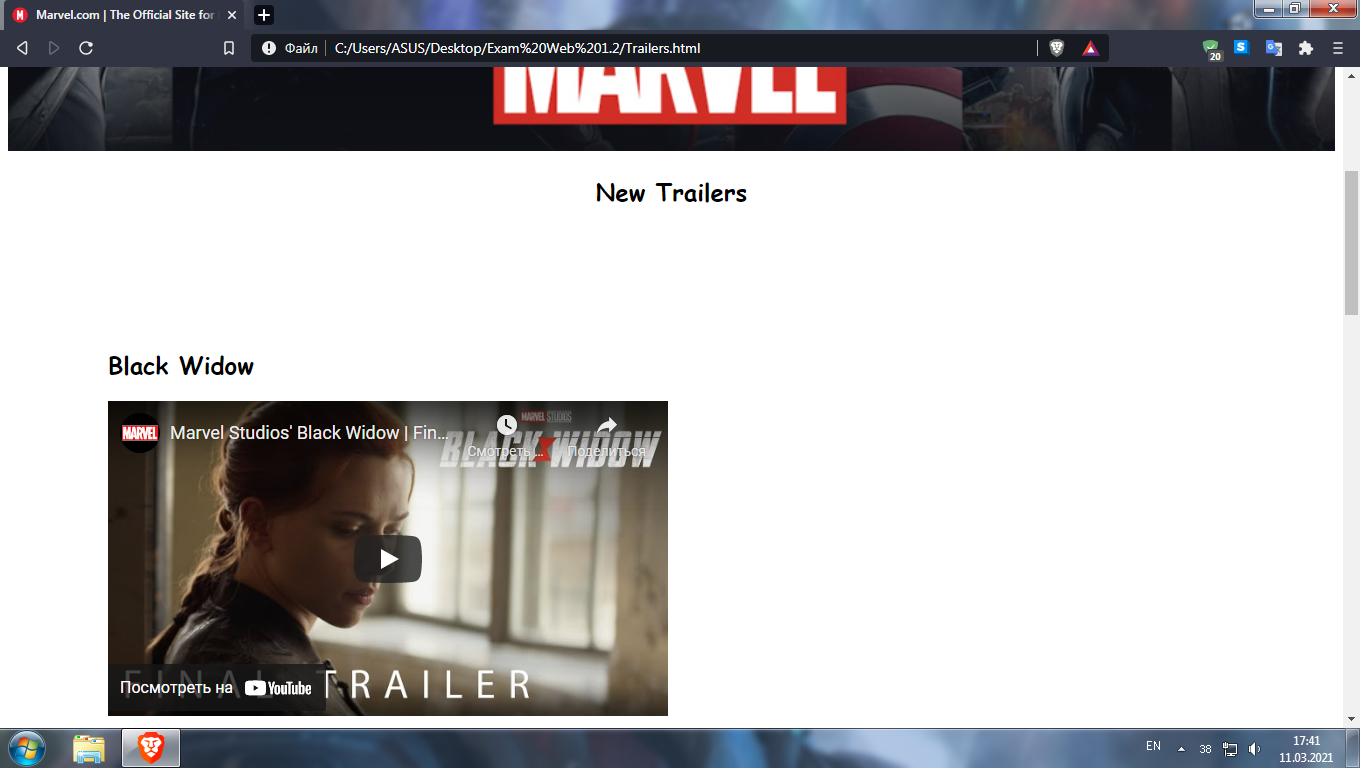 Marvel.com | The Official Site for
Файл
C:/Users/ASUS/Desktop/Exam%20Web%201.2/Trailers.html
20
MARVEL
New Trailers
Black Widow
MARVEL
Marvel Studios' Black Widow | Fin...
MARVEL STUDIOS
BLACK WIDOW
Смотреть ...
Поделиться
FINAL TRAILER
Посмотреть на YouTube
EN
38
17:41
11.03.2021